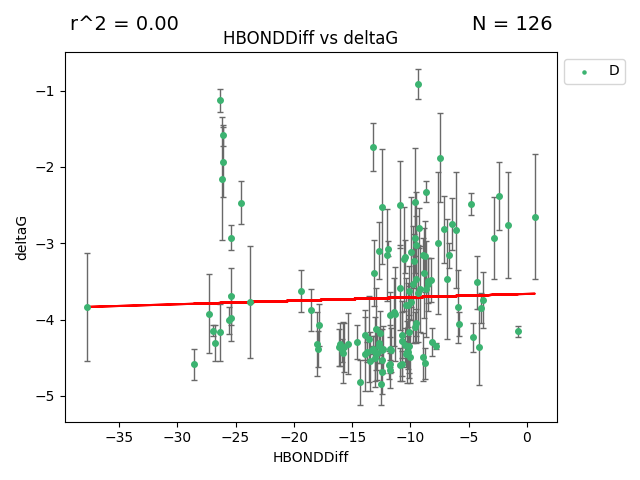 r^2 = 0.00
N = 126
HBONDDiff vs deltaG
D
−1
−2
−3
−4
−5
deltaG
−35
−30
−25
−20
−15
−10
−5
0
HBONDDiff